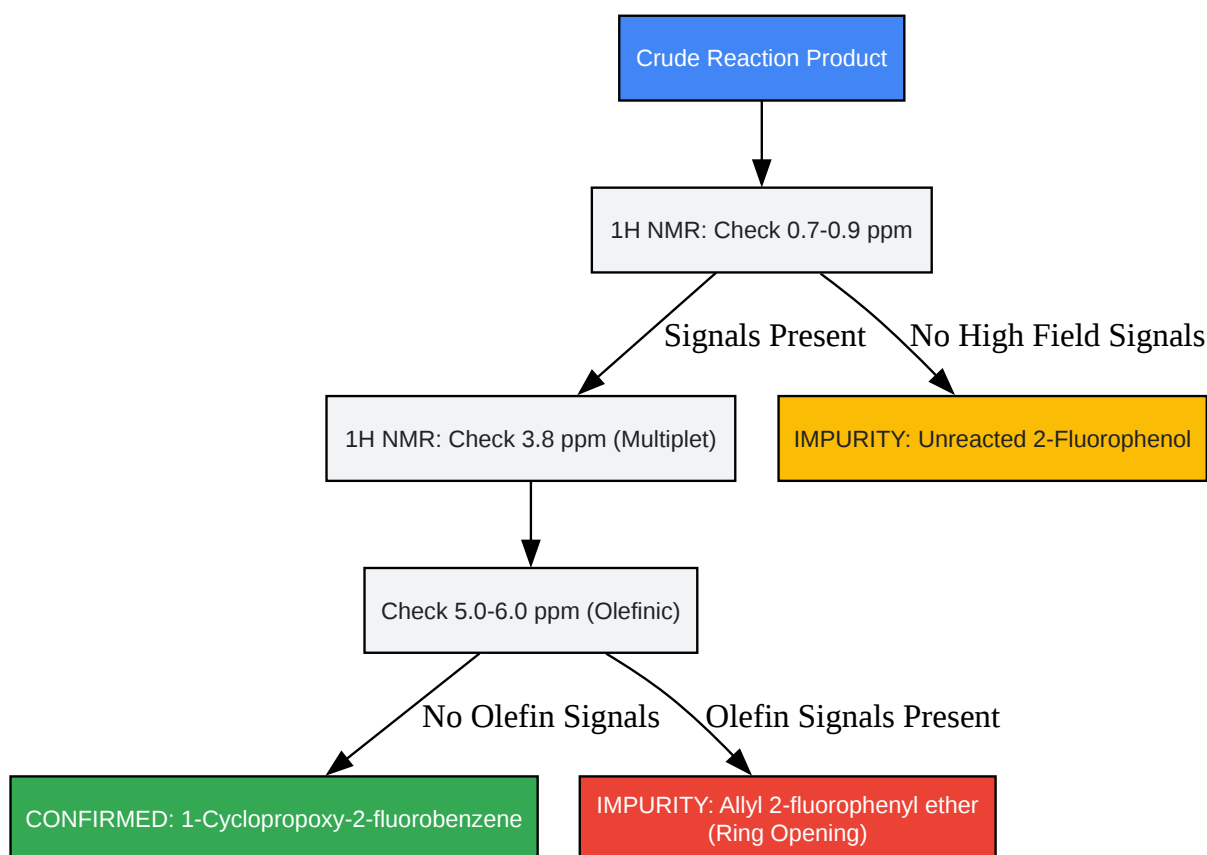 Crude Reaction Product
1H NMR: Check 0.7-0.9 ppm
Signals Present
No High Field Signals
1H NMR: Check 3.8 ppm (Multiplet)
IMPURITY: Unreacted 2-Fluorophenol
Check 5.0-6.0 ppm (Olefinic)
No Olefin Signals
Olefin Signals Present
CONFIRMED: 1-Cyclopropoxy-2-fluorobenzene
IMPURITY: Allyl 2-fluorophenyl ether
(Ring Opening)